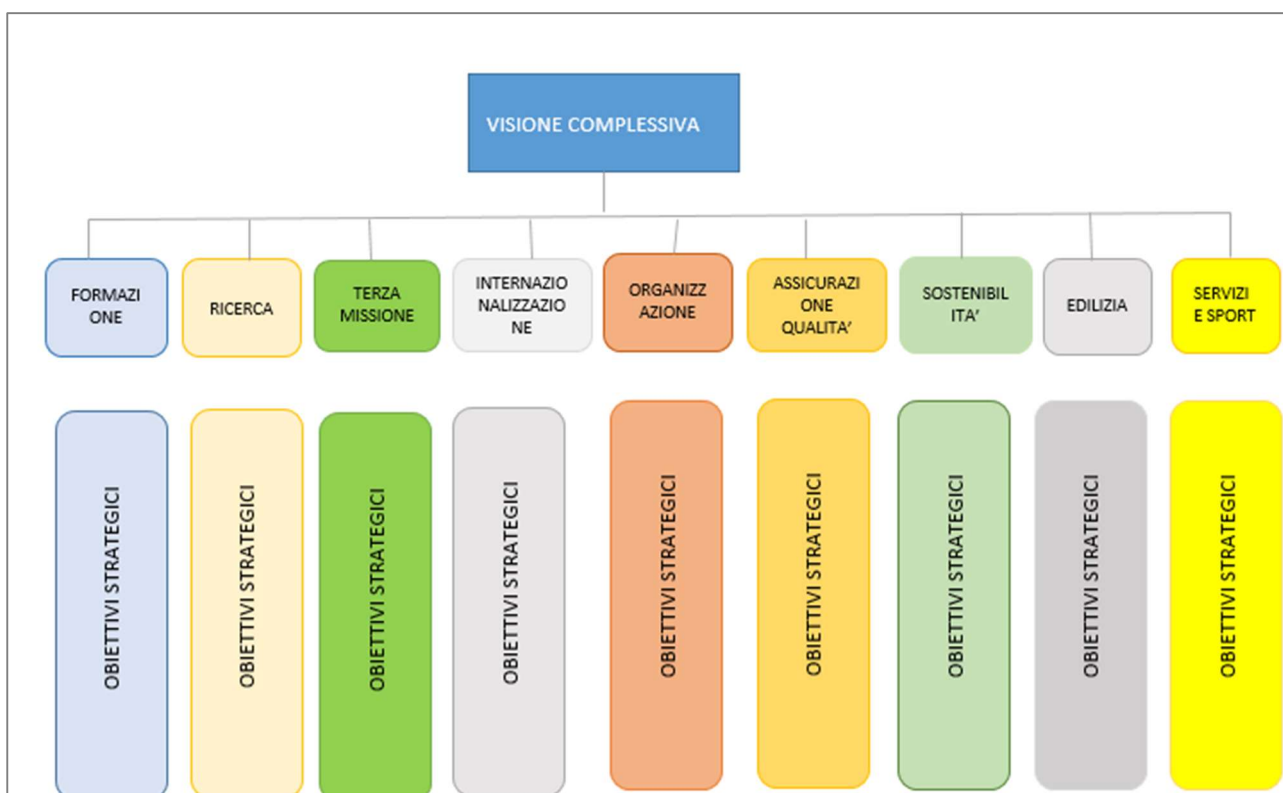 VISIONE COMPLESSIVA
FORMAZI
ONE
RICERCA
TERZA
MISSIONE
INTERNAZIO
NALIZZAZIO
NE
ORGANIZZ
AZIONE
ASSICURAZI
ONE
QUALITA’
SOSTENIBIL
ITA’
EDILIZIA
SERVIZI
E SPORT
OBIETTIVI STRATEGICI
OBIETTIVI STRATEGICI
OBIETTIVI STRATEGICI
OBIETTIVI STRATEGICI
OBIETTIVI STRATEGICI
OBIETTIVI STRATEGICI
OBIETTIVI STRATEGICI
OBIETTIVI STRATEGICI
OBIETTIVI STRATEGICI